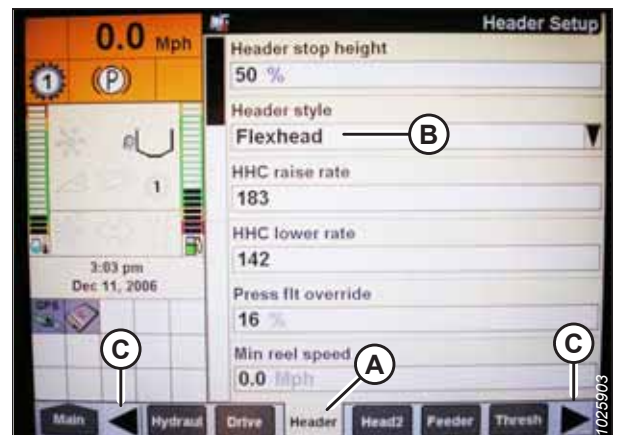 0.0 Mph
1
P
1
3:03 pm
Dec 11, 2006
GPS
Header Setup
Header stop height
50 %
Header style
Flexhead
B
HHC raise rate
183
HHC lower rate
142
Press flt override
16 %
Min reel speed
0.0 Mph
A
C
C
Main
Hydraul
Drive
Header
Head2
Feeder
Thresh
1025903